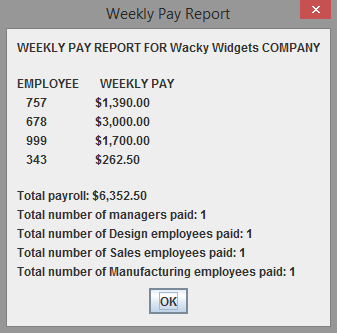 Weekly Pay Report
WEEKLY PAY REPORT FOR Wacky Widgets COMPANY
EMPLOYEE WEEKLY PAY
757 $1,390.00
678 $3,000.00
999 $1,700.00
343 $262.50
Total payroll: $6,352.50
Total number of managers paid: 1
Total number of Design employees paid: 1
Total number of Sales employees paid: 1
Total number of Manufacturing employees paid: 1
OK